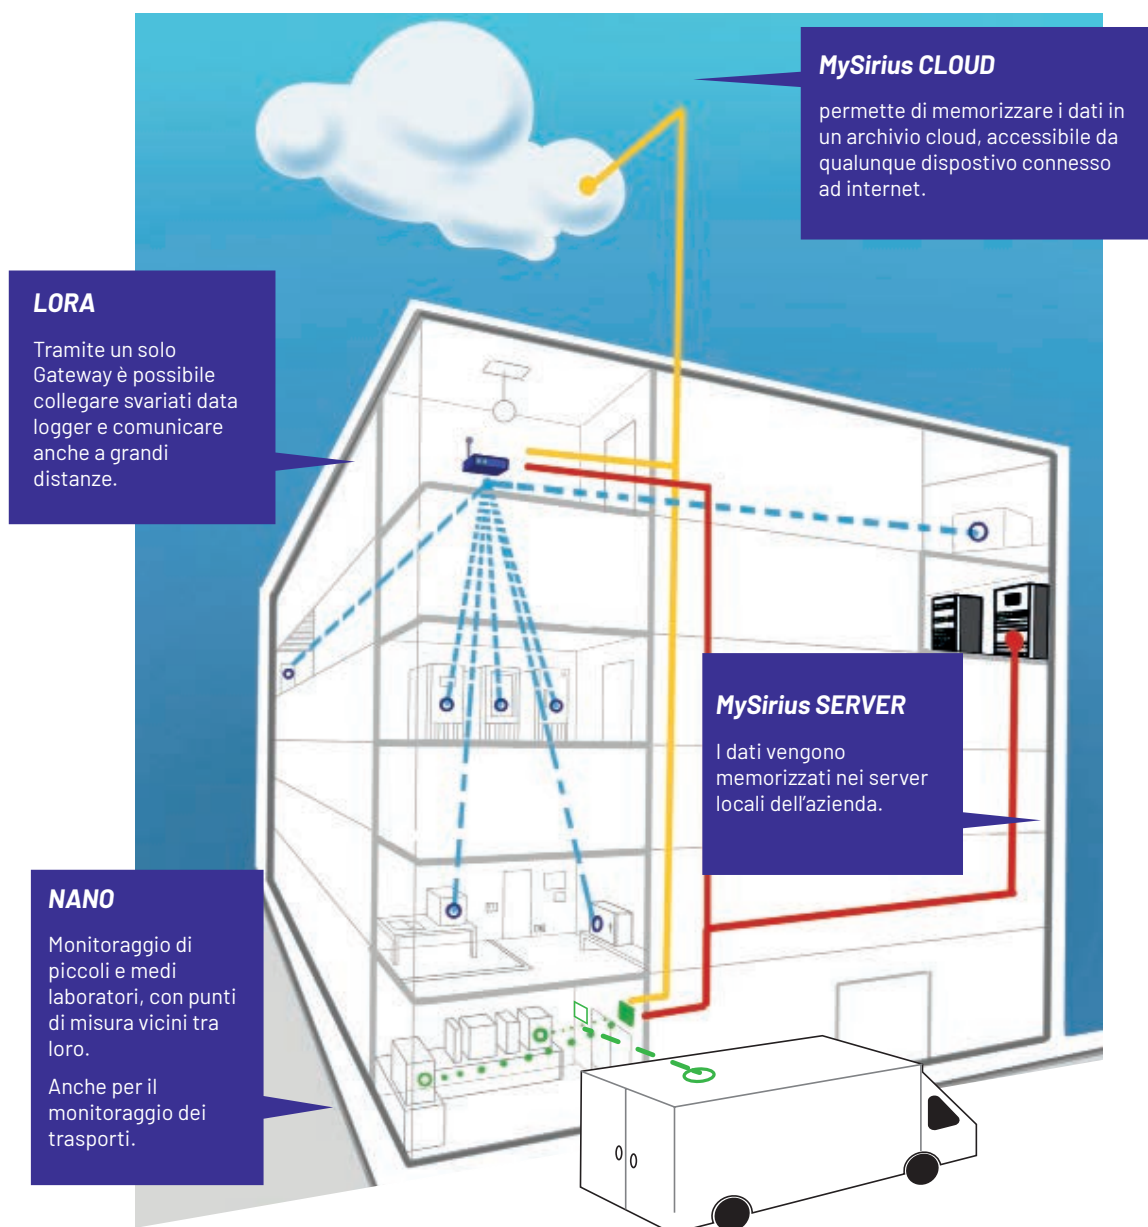 MySirius CLOUD
permette di memorizzare i dati in
un archivio cloud, accessibile da
qualunque dispostivo connesso
ad internet.
LORA
Tramite un solo
Gateway è possibile
collegare svariati data
logger e comunicare
anche a grandi
distanze.
MySirius SERVER
I dati vengono
memorizzati nei server
locali dell’azienda.
NANO
Monitoraggio di
piccoli e medi
laboratori, con punti
di misura vicini tra
loro.
Anche per il
monitoraggio dei
trasporti.